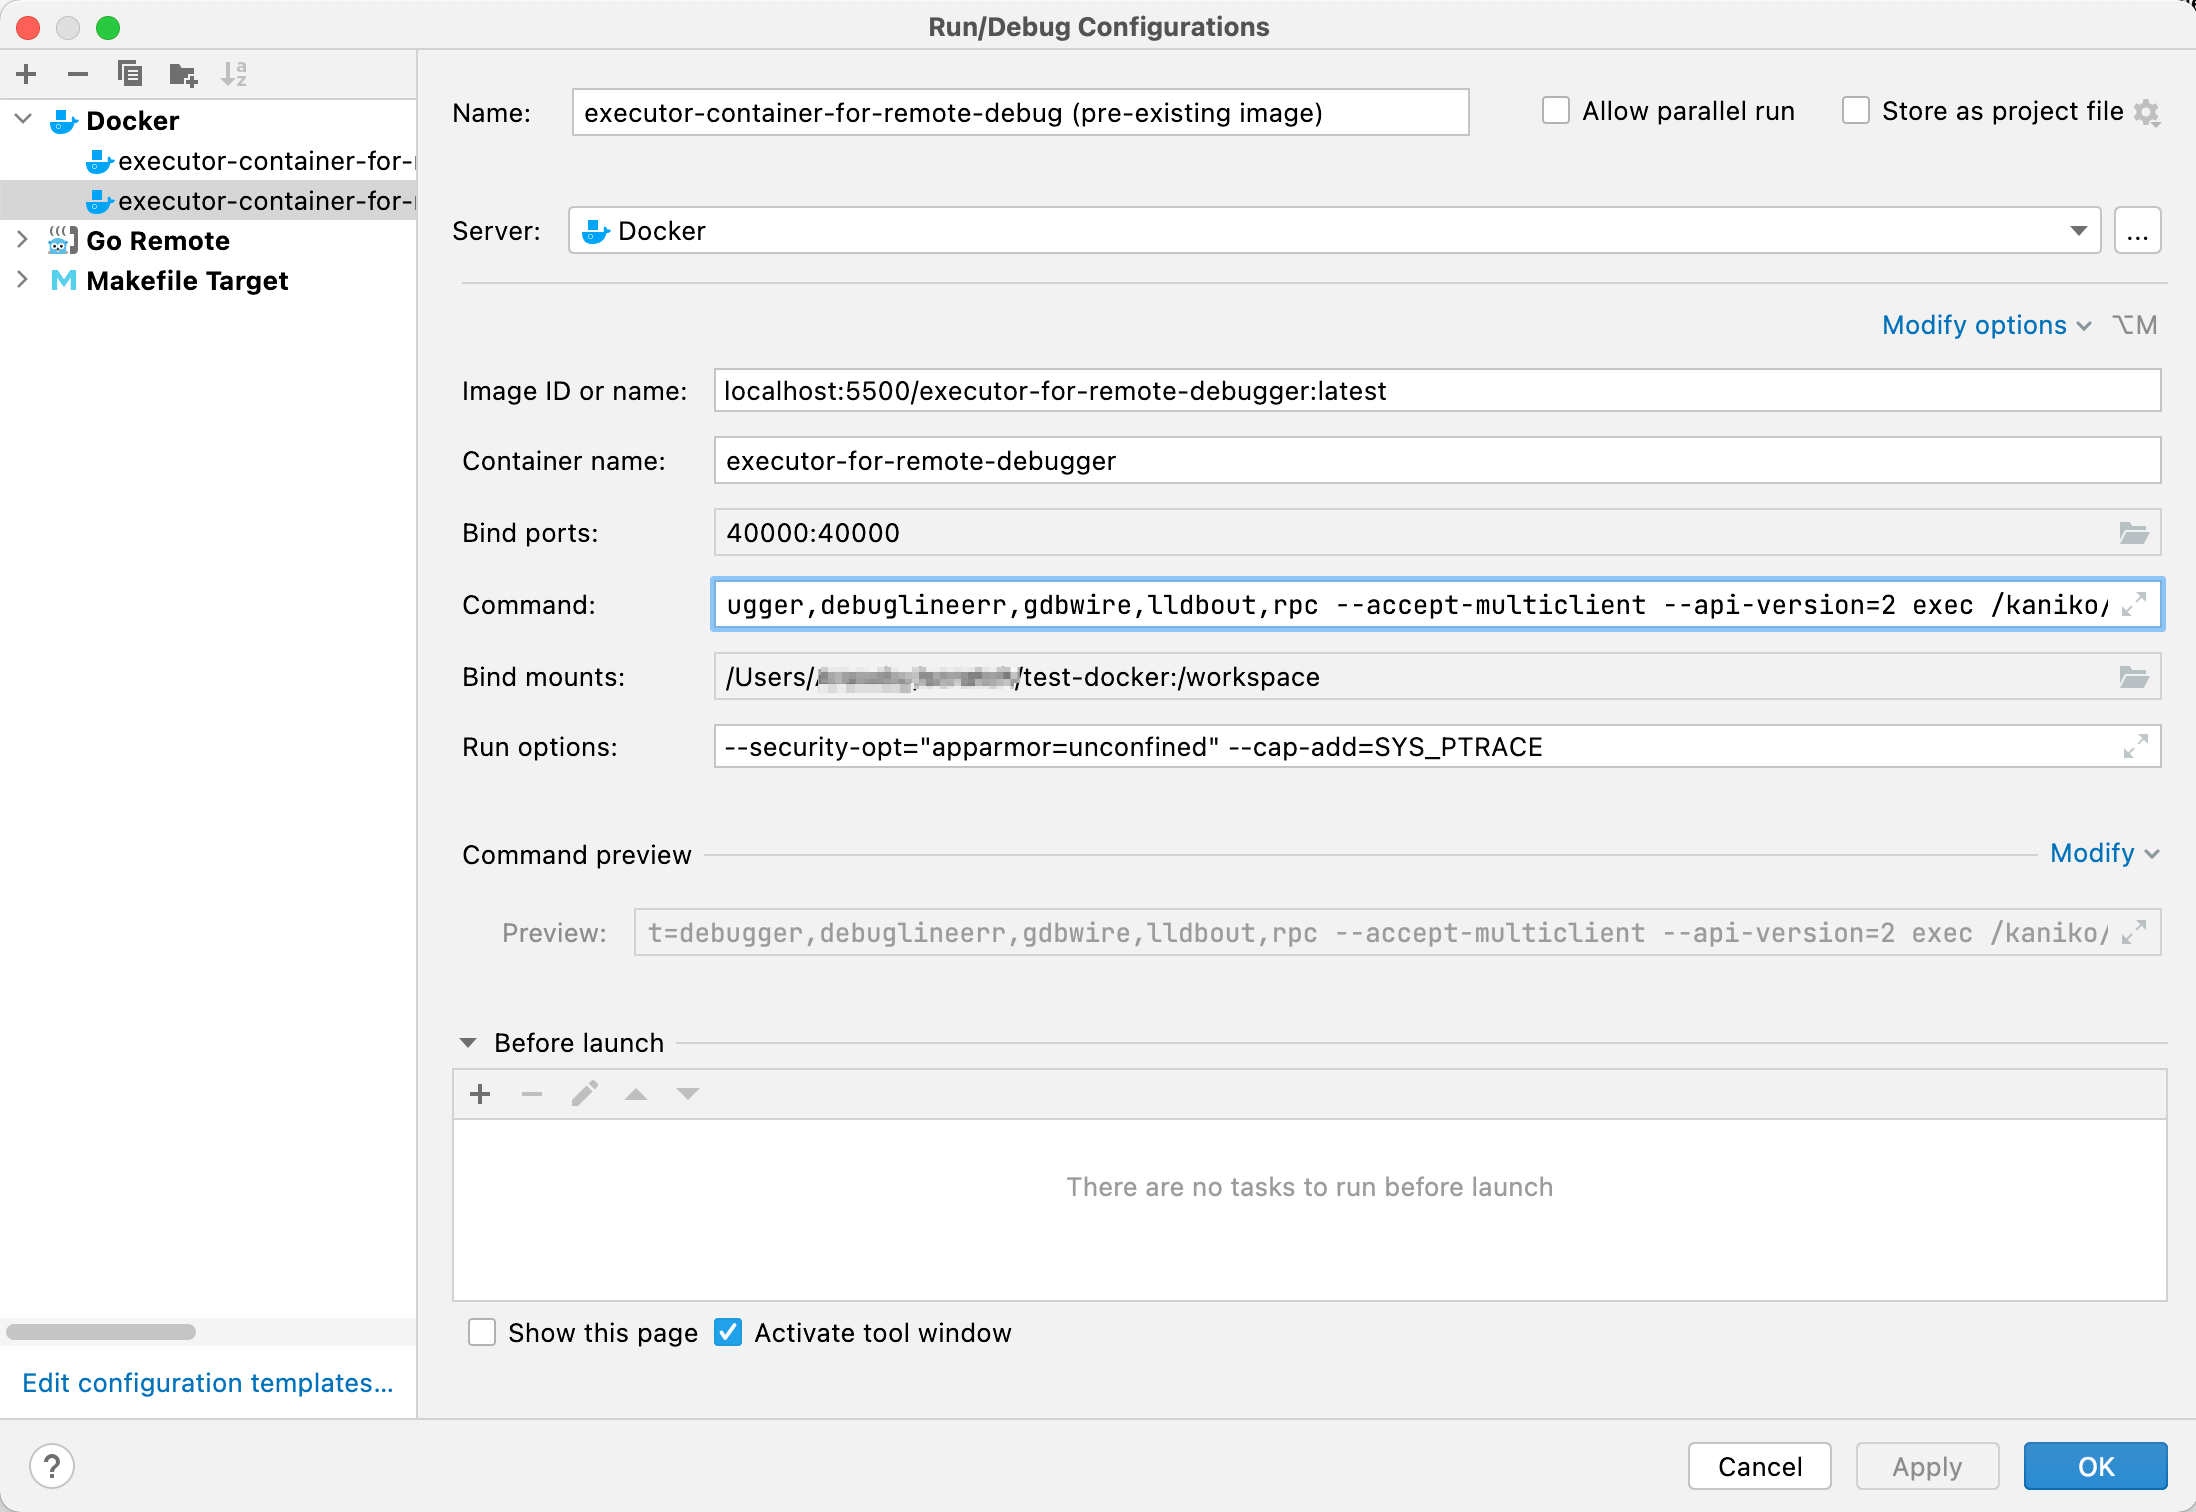 Run/Debug Configurations
Docker
executor-container-for-
executor-container-for-
Go Remote
Makefile Target
Edit configuration templates...
Name: executor-container-for-remote-debug (pre-existing image)
Allow parallel run
Store as project file
Server: Docker
...
Modify options ⌥M
Image ID or name: localhost:5500/executor-for-remote-debugger:latest
Container name: executor-for-remote-debugger
Bind ports: 40000:40000
Command: ugger,debuglineerr,gdbwire,lldbout,rpc --accept-multiclient --api-version=2 exec /kaniko/
Bind mounts: /Users/ /test-docker:/workspace
Run options: --security-opt="apparmor=unconfined" --cap-add=SYS_PTRACE
Command preview
Modify
Preview: t=debugger,debuglineerr,gdbwire,lldbout,rpc --accept-multiclient --api-version=2 exec /kaniko/
Before launch
There are no tasks to run before launch
Show this page
Activate tool window
?
Cancel
Apply
OK